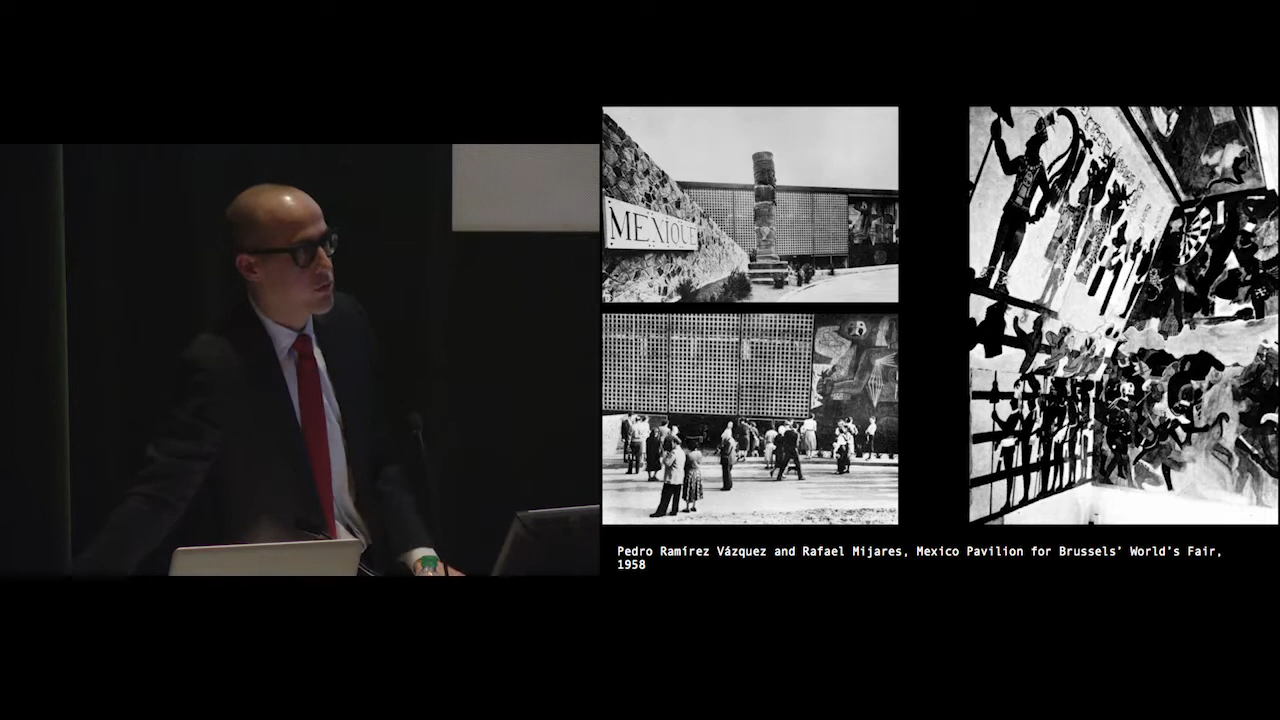 MEXIQUE
Pedro Ramírez Vázquez and Rafael Mijares, Mexico Pavilion for Brussels’ World’s Fair,
1958